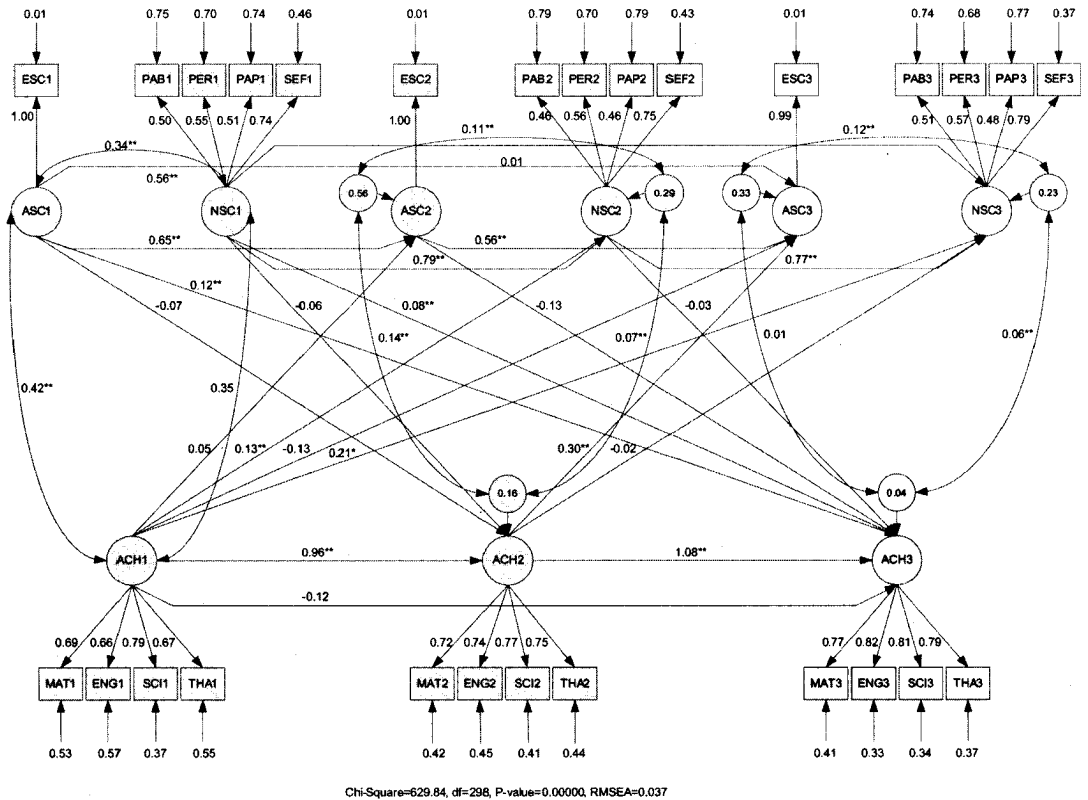 0.01 0.75 0.70 0.74 0.46 0.01 0.79 0.70 0.79 0.43 0.01 0.74 0.68 0.77 0.37
ESC1 PAB1 PER1 PAP1 SEF1 ESC2 PAB2 PER2 PAP2 SEF2 ESC3 PAB3 PER3 PAP3 SEF3
1.00 0.50 0.55 0.51 0.74 1.00 0.46 0.56 0.46 0.75 0.99 0.51 0.57 0.48 0.79
0.34** 0.11** 0.12**
0.56** 0.01
0.56 0.29 0.33 0.23
ASC1 NSC1 ASC2 NSC2 ASC3 NSC3
0.65** 0.79** 0.56** 0.77**
0.12** -0.07 -0.06 0.08** -0.13 -0.03
0.14** 0.07** 0.01 0.06**
0.42** 0.35
0.05 0.13** -0.13 0.21* 0.30** -0.02
0.16 0.04
ACH1 0.96** ACH2 1.08** ACH3
-0.12
0.69 0.66 0.79 0.67 0.72 0.74 0.77 0.75 0.77 0.82 0.81 0.79
MAT1 ENG1 SCI1 THA1 MAT2 ENG2 SCI2 THA2 MAT3 ENG3 SCI3 THA3
0.53 0.57 0.37 0.55 0.42 0.45 0.41 0.44 0.41 0.33 0.34 0.37
Chi-Square=629.84, df=298, P-value=0.00000, RMSEA=0.037